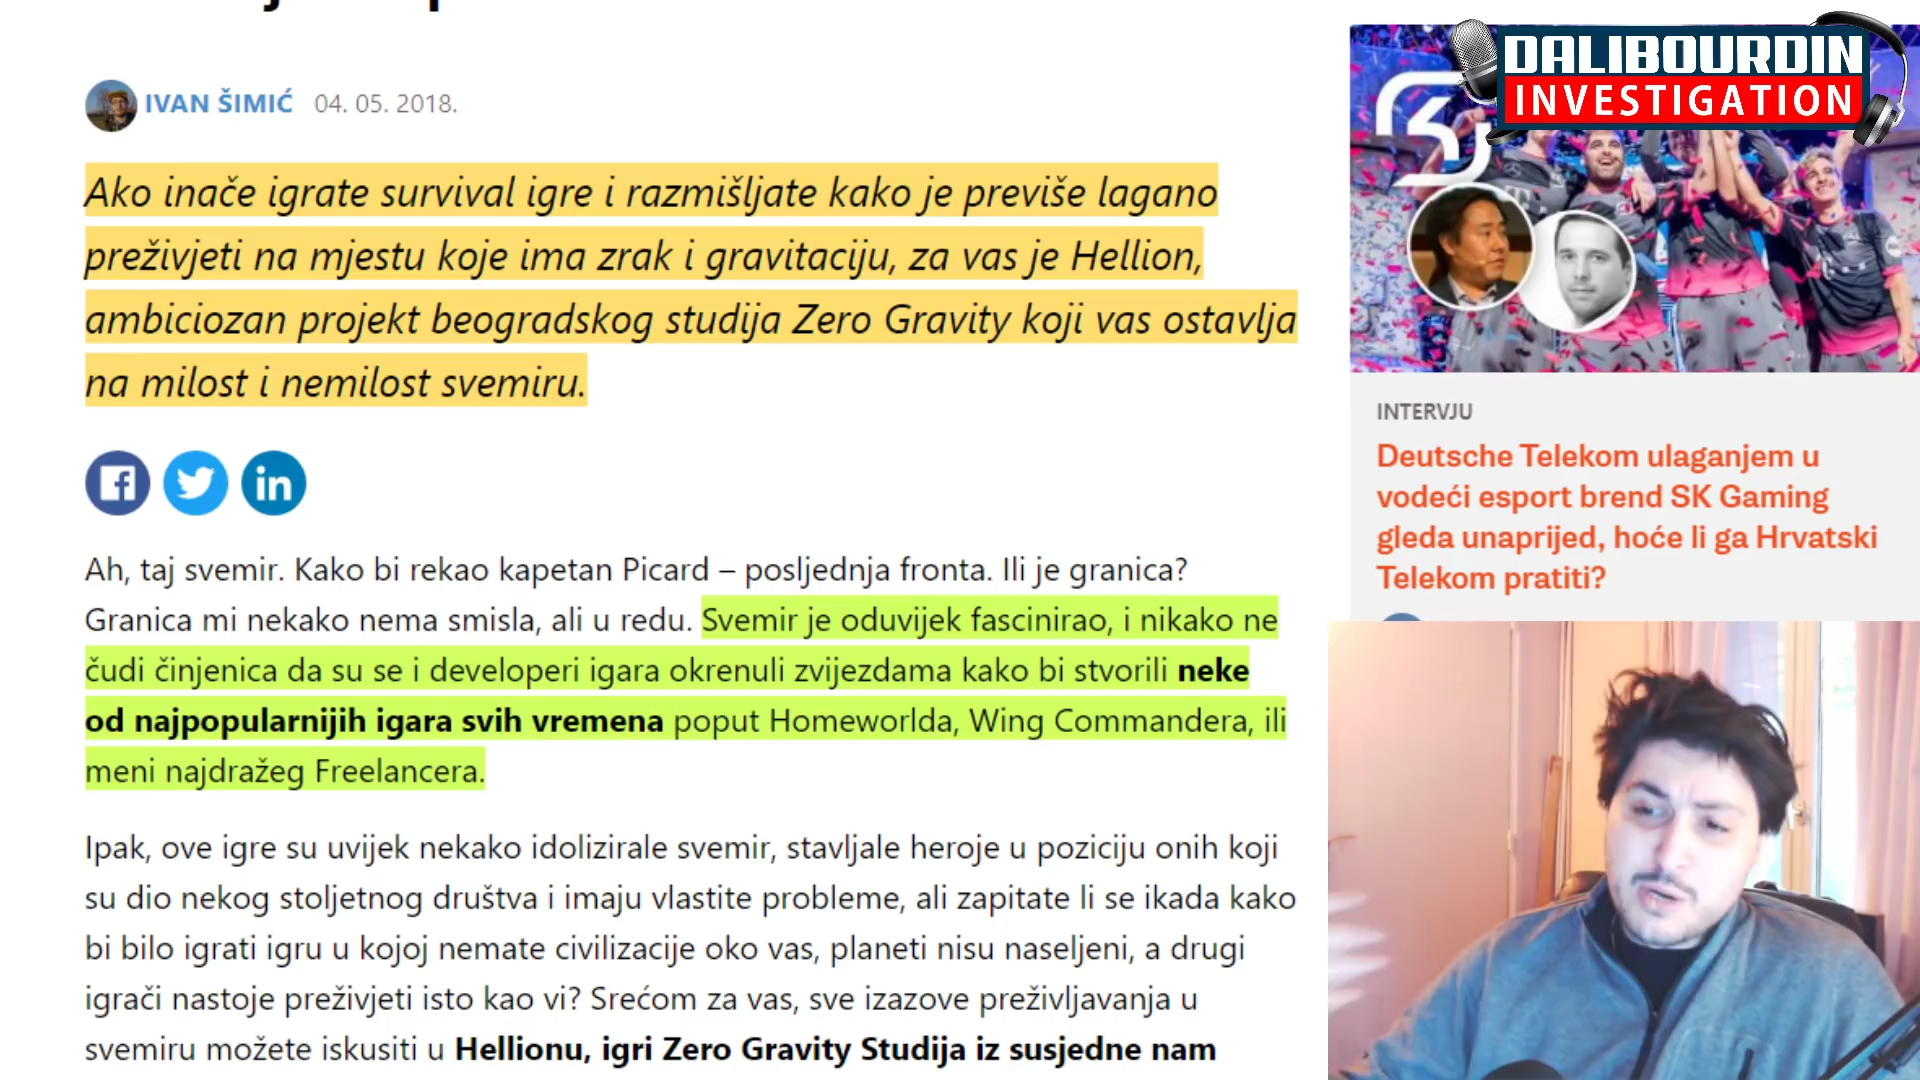 IVAN ŠIMIĆ 04. 05. 2018.
Ako inače igrate survival igre i razmišljate kako je previše lagano
preživjeti na mjestu koje ima zrak i gravitaciju, za vas je Hellion,
ambiciozan projekt beogradskog studija Zero Gravity koji vas ostavlja
na milost i nemilost svemiru.
Ah, taj svemir. Kako bi rekao kapetan Picard – posljednja fronta. Ili je granica?
Granica mi nekako nema smisla, ali u redu. Svemir je oduvijek fascinirao, i nikako ne
čudi činjenica da su se i developeri igara okrenuli zvijezdama kako bi stvorili neke
od najpopularnijih igara svih vremena poput Homeworlda, Wing Commandera, ili
meni najdražeg Freelancera.
Ipak, ove igre su uvijek nekako idolizirale svemir, stavljale heroje u poziciju onih koji
su dio nekog stoljetnog društva i imaju vlastite probleme, ali zapitate li se ikada kako
bi bilo igrati igru u kojoj nemate civilizacije oko vas, planeti nisu naseljeni, a drugi
igrači nastoje preživjeti isto kao vi? Srećom za vas, sve izazove preživljavanja u
svemiru možete iskusiti u Hellionu, igri Zero Gravity Studija iz susjedne nam
DALIBOURDIN
INVESTIGATION
INTERVJU
Deutsche Telekom ulaganjem u
vodeći esport brend SK Gaming
gleda unaprijed, hoće li ga Hrvatski
Telekom pratiti?